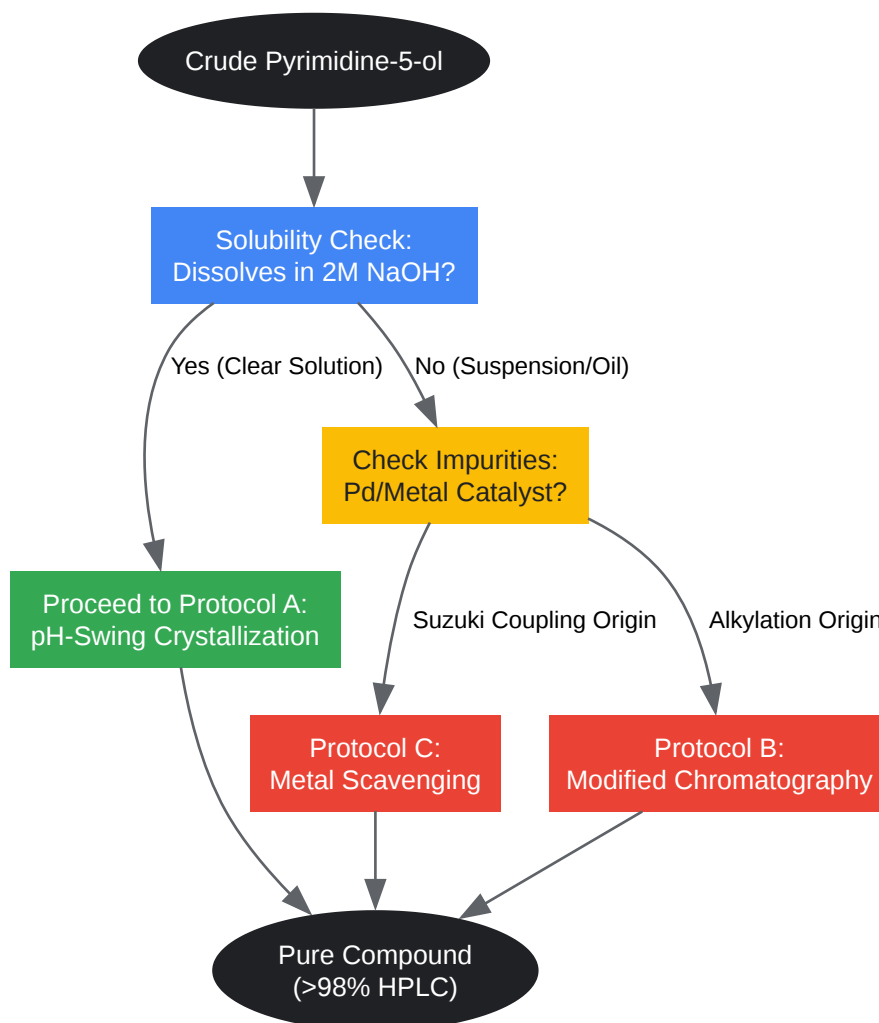 Crude Pyrimidine-5-ol
Solubility Check:
Dissolves in 2M NaOH?
Yes (Clear Solution)
No (Suspension/Oil)
Check Impurities:
Pd/Metal Catalyst?
Proceed to Protocol A:
pH-Swing Crystallization
Suzuki Coupling Origin
Alkylation Origin
Protocol C:
Metal Scavenging
Protocol B:
Modified Chromatography
Pure Compound
(>98% HPLC)